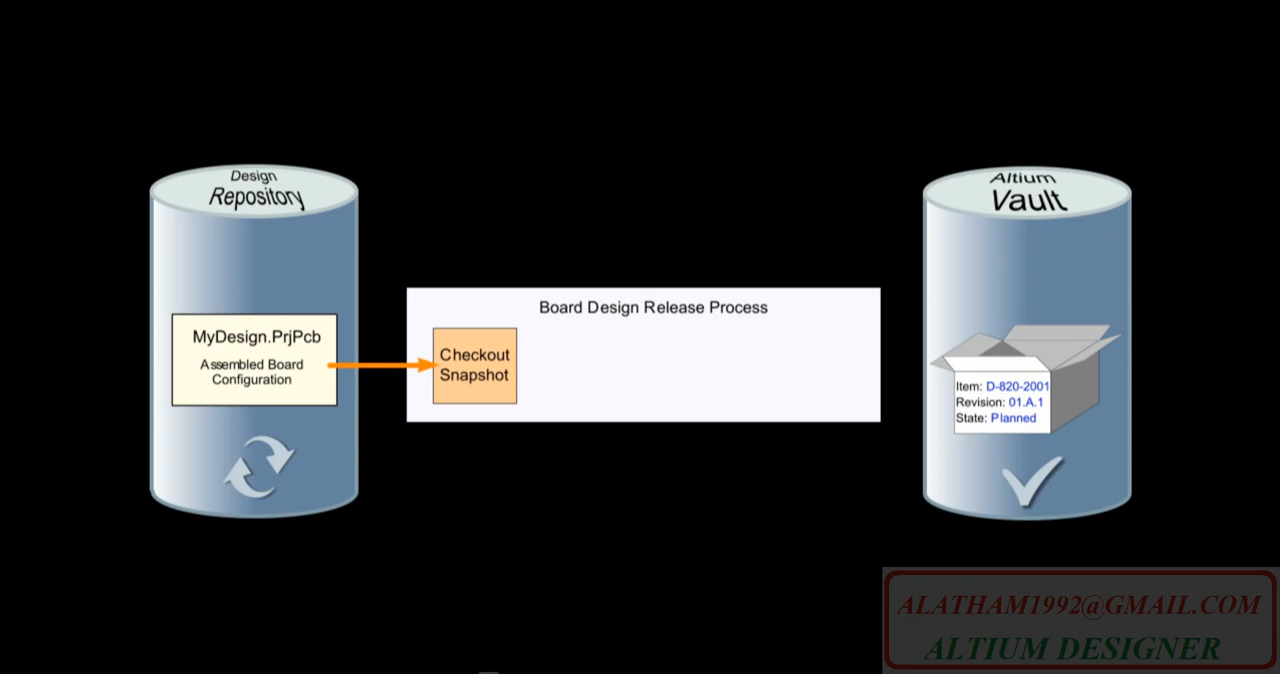 Design
Repository
MyDesign.PrjPcb
Assembled Board
Configuration
Board Design Release Process
Checkout
Snapshot
Altium
Vault
Item: D-820-2001
Revision: 01.A.1
State: Planned
ALATHAM1992@GMAIL.COM
ALTIUM DESIGNER